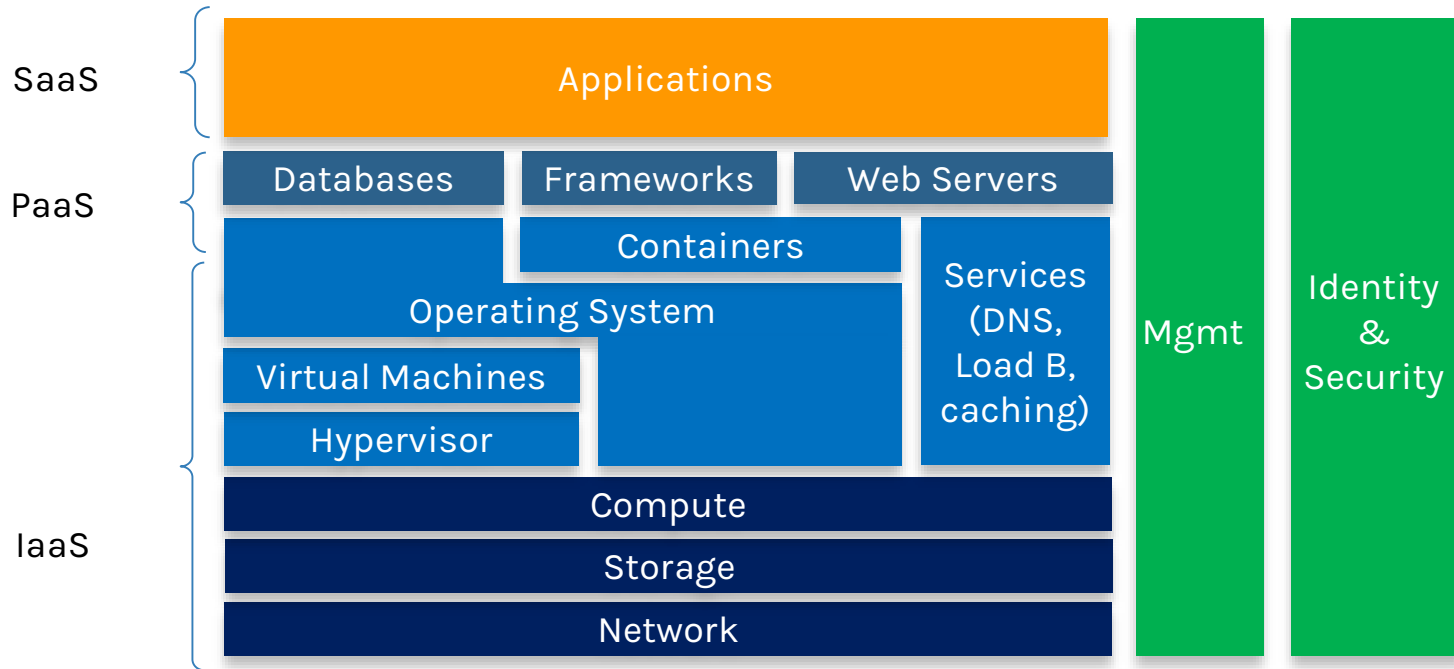 SaaS
Applications
PaaS
Databases
Frameworks
Web Servers
Containers
Operating System
Services
(DNS,
Load B,
caching)
Virtual Machines
Hypervisor
IaaS
Compute
Storage
Network
Mgmt
Identity
&
Security